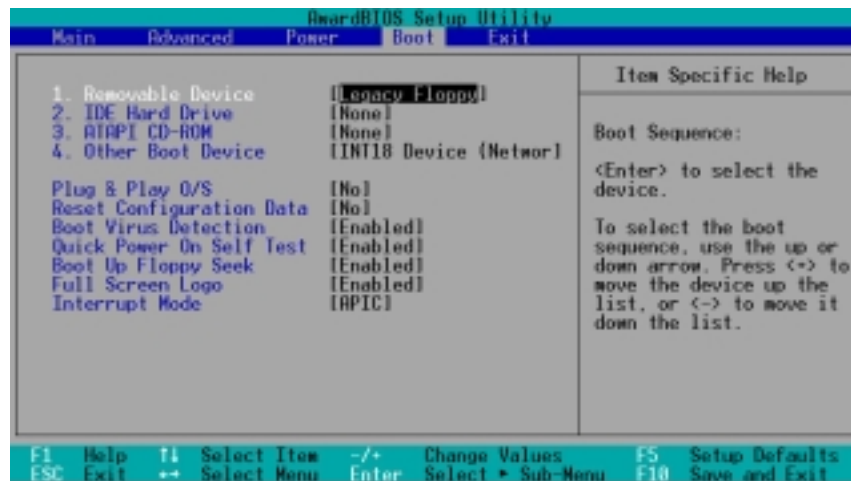 AwardBIOS Setup Utility
Main Advanced Power Boot Exit
1. Removable Device [Legacy Floppy]
2. IDE Hard Drive [None]
3. ATAPI CD-ROM [None]
4. Other Boot Device [INT18 Device (Networ]
Plug & Play O/S [No]
Reset Configuration Data [No]
Boot Virus Detection [Enabled]
Quick Power On Self Test [Enabled]
Boot Up Floppy Seek [Enabled]
Full Screen Logo [Enabled]
Interrupt Mode [APIC]
Item Specific Help
Boot Sequence:
<Enter> to select the
device.
To select the boot
sequence, use the up or
down arrow. Press <+> to
move the device up the
list, or <-> to move it
down the list.
F1 Help ↑↓ Select Item -/+ Change Values F5 Setup Defaults
ESC Exit ↔ Select Menu Enter Select ► Sub-Menu F10 Save and Exit